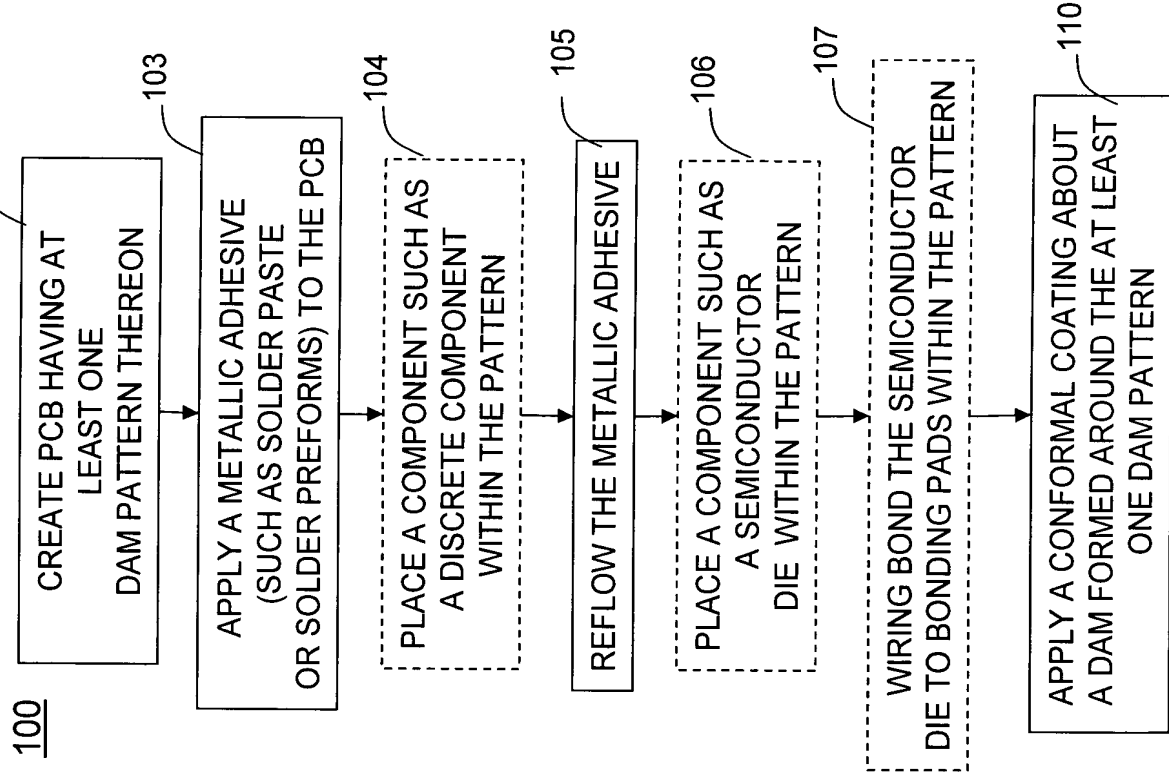 100
CREATE PCB HAVING AT
LEAST ONE
DAM PATTERN THEREON
103
APPLY A METALLIC ADHESIVE
(SUCH AS SOLDER PASTE
OR SOLDER PREFORMS) TO THE PCB
104
PLACE A COMPONENT SUCH AS
A DISCRETE COMPONENT
WITHIN THE PATTERN
105
REFLOW THE METALLIC ADHESIVE
106
PLACE A COMPONENT SUCH AS
A SEMICONDUCTOR
DIE WITHIN THE PATTERN
107
WIRING BOND THE SEMICONDUCTOR
DIE TO BONDING PADS WITHIN THE PATTERN
110
APPLY A CONFORMAL COATING ABOUT
A DAM FORMED AROUND THE AT LEAST
ONE DAM PATTERN